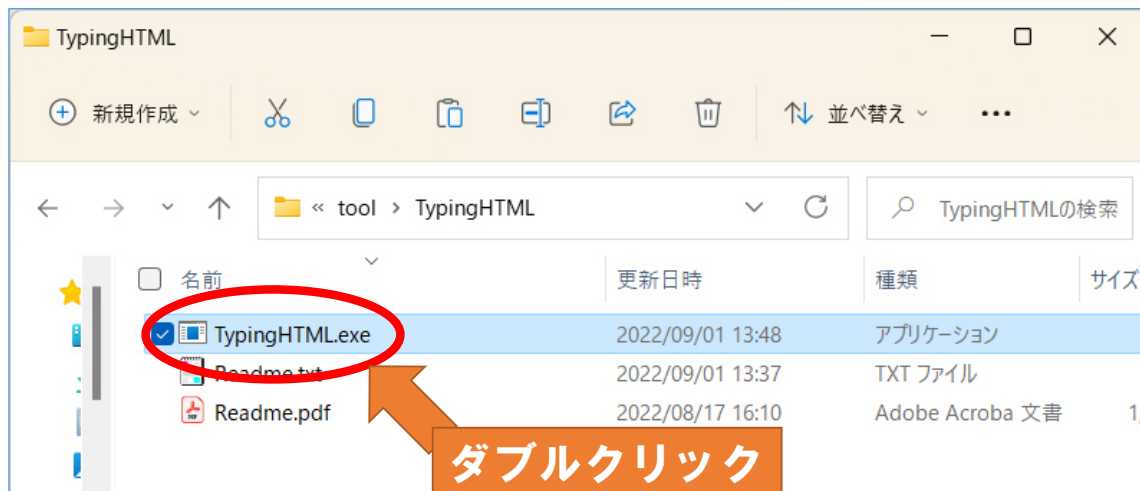 TypingHTML
新規作成
並べ替え
« tool > TypingHTML
TypingHTMLの検索
名前 更新日時 種類 サイズ
TypingHTML.exe 2022/09/01 13:48 アプリケーション
Readme.txt 2022/09/01 13:37 TXT ファイル
Readme.pdf 2022/08/17 16:10 Adobe Acroba 文書 1,
ダブルクリック